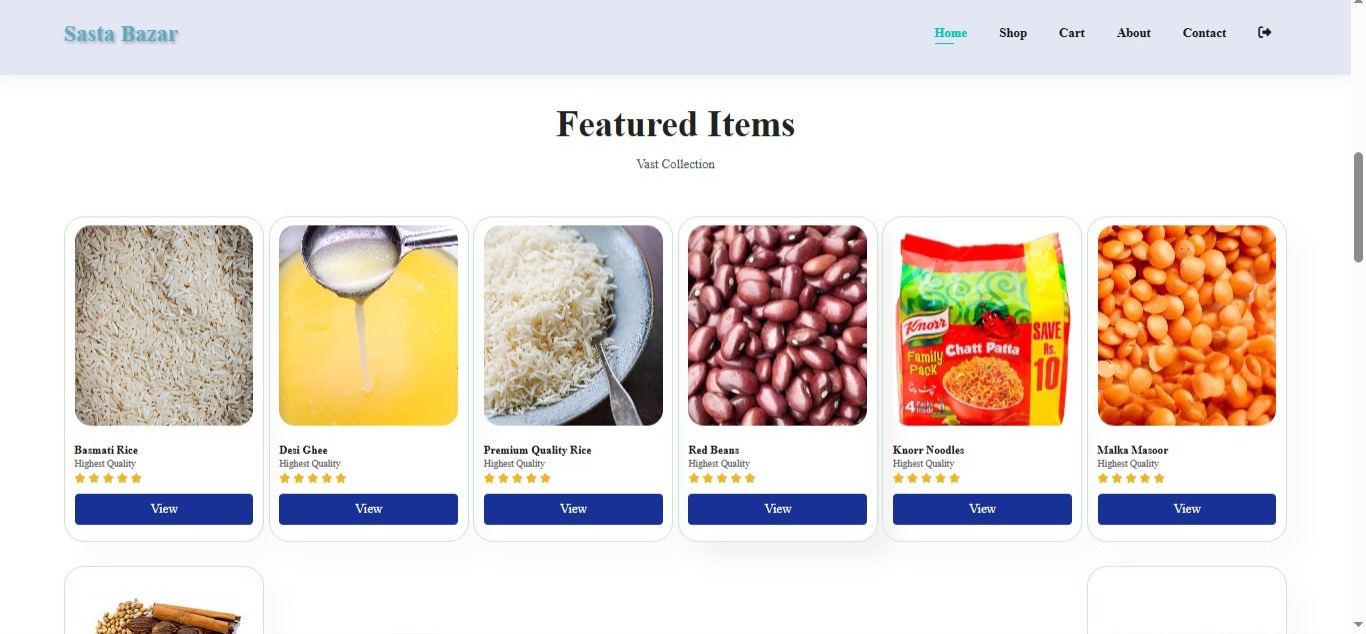 Sasta Bazar
Home Shop Cart About Contact
Featured Items
Vast Collection
Knorr
Family
Pack
Chatt Patta
چٹ پٹا
4 Packs
Inside
SAVE
Rs.
10
Basmati Rice
Highest Quality
View
Desi Ghee
Highest Quality
View
Premium Quality Rice
Highest Quality
View
Red Beans
Highest Quality
View
Knorr Noodles
Highest Quality
View
Malka Masoor
Highest Quality
View